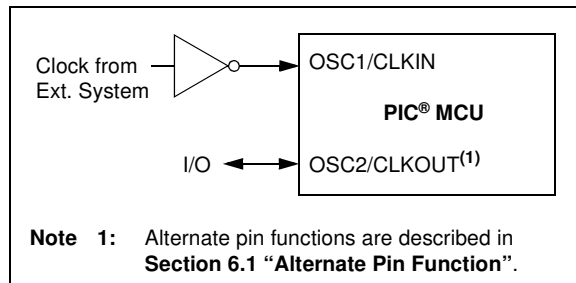 Clock from
Ext. System
OSC1/CLKIN
PIC® MCU
I/O
OSC2/CLKOUT(1)
Note 1: Alternate pin functions are described in
Section 6.1 “Alternate Pin Function”.